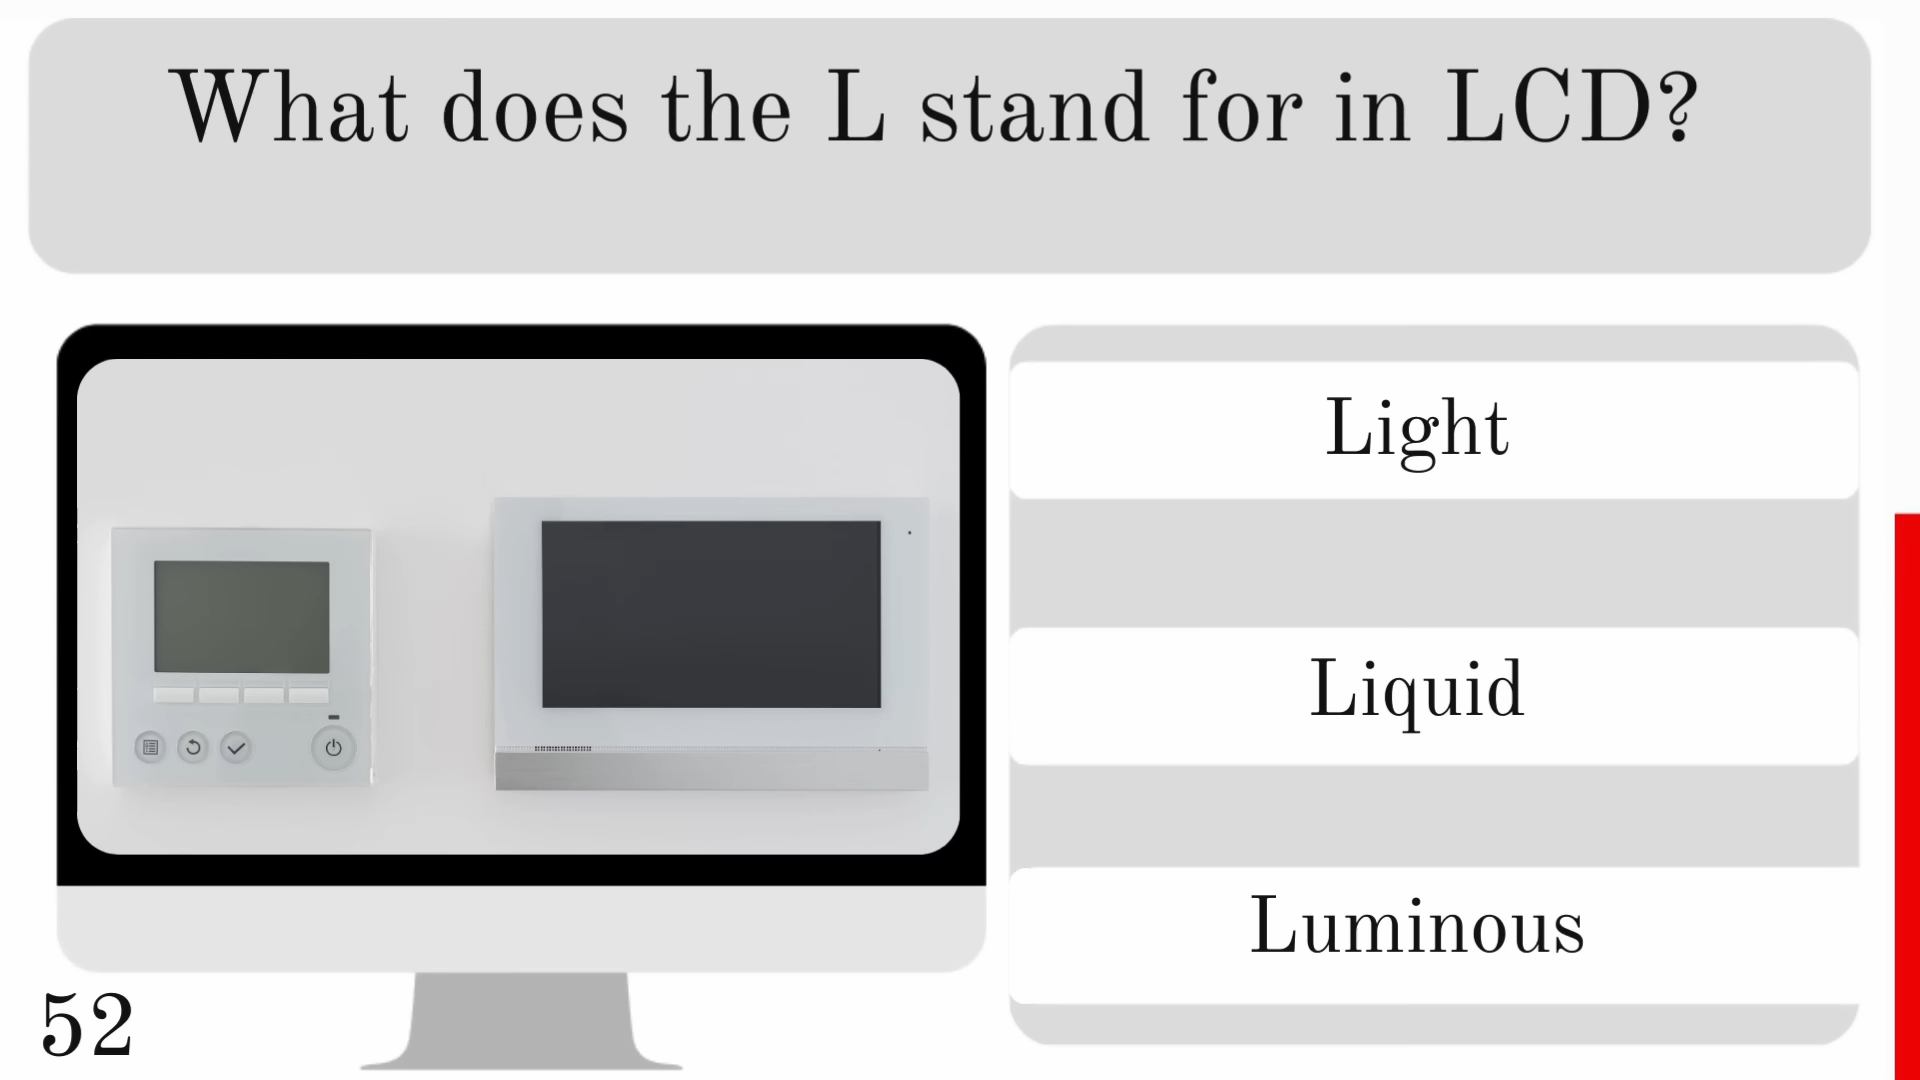 What does the L stand for in LCD?
Light
Liquid
Luminous
52